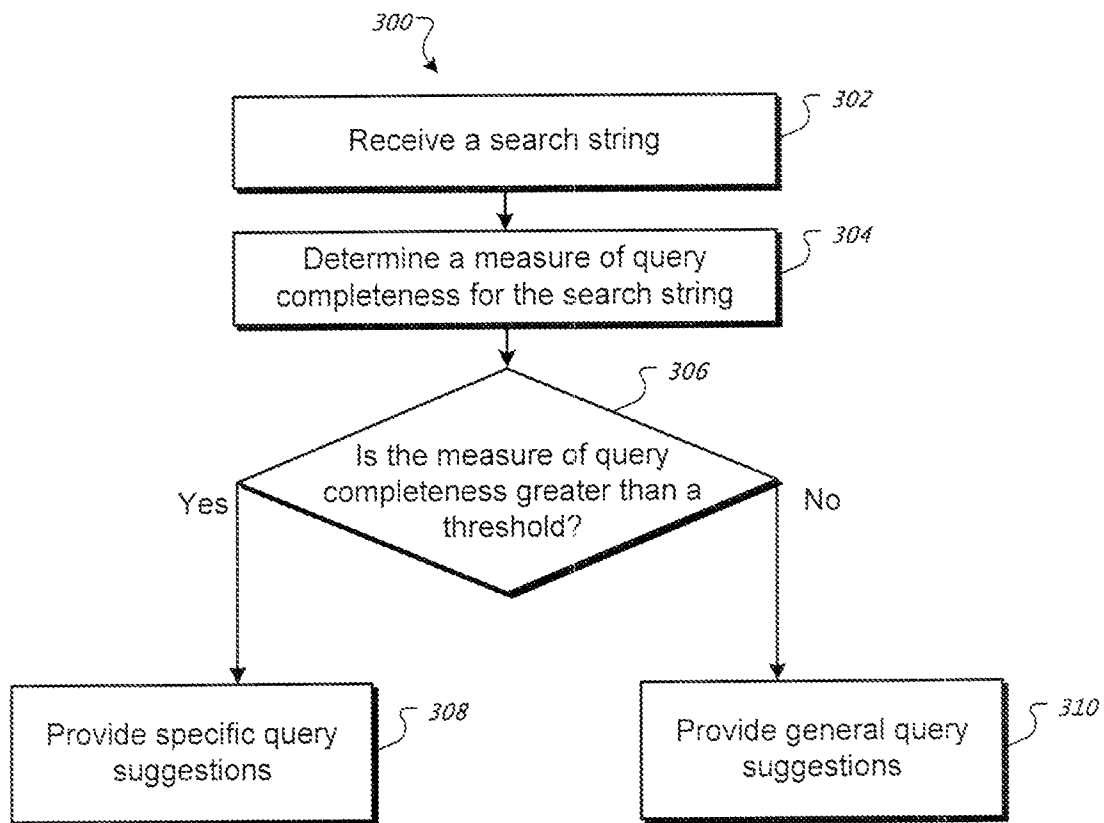 300
302
Receive a search string
304
Determine a measure of query
completeness for the search string
306
Is the measure of query
completeness greater than a
threshold?
Yes
No
308
Provide specific query
suggestions
310
Provide general query
suggestions